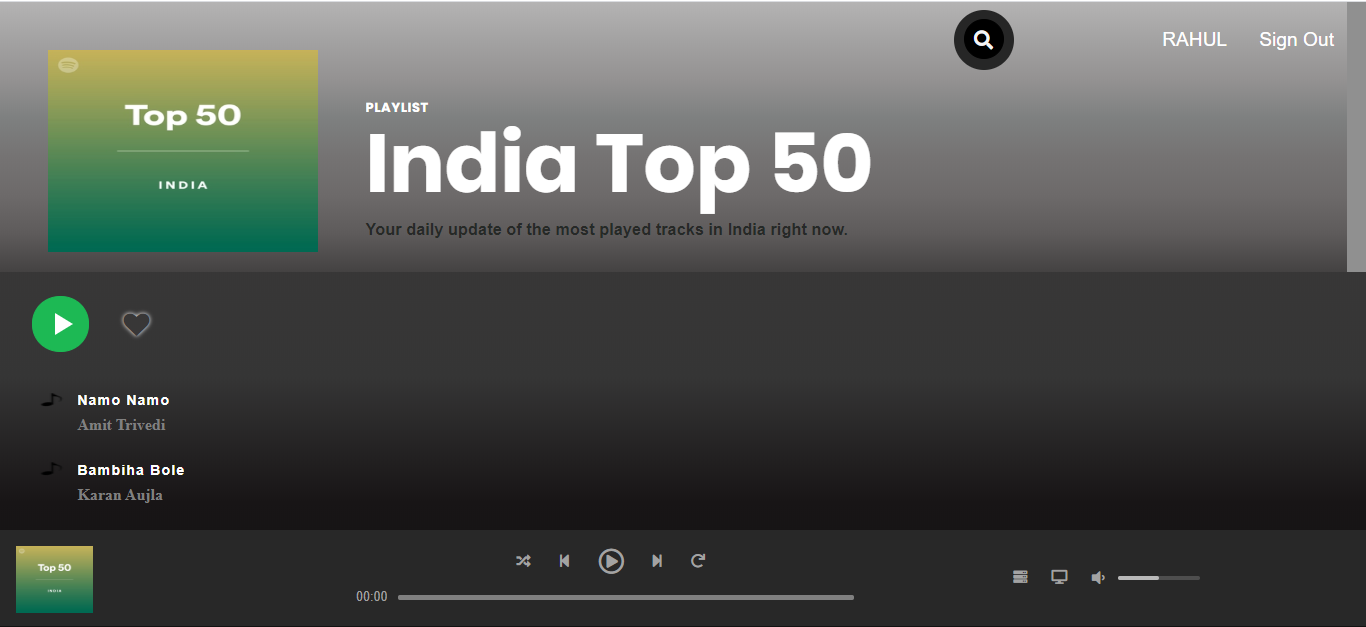 RAHUL Sign Out
Top 50
INDIA
PLAYLIST
India Top 50
Your daily update of the most played tracks in India right now.
Namo Namo
Amit Trivedi
Bambiha Bole
Karan Aujla
Top 50
INDIA
00:00